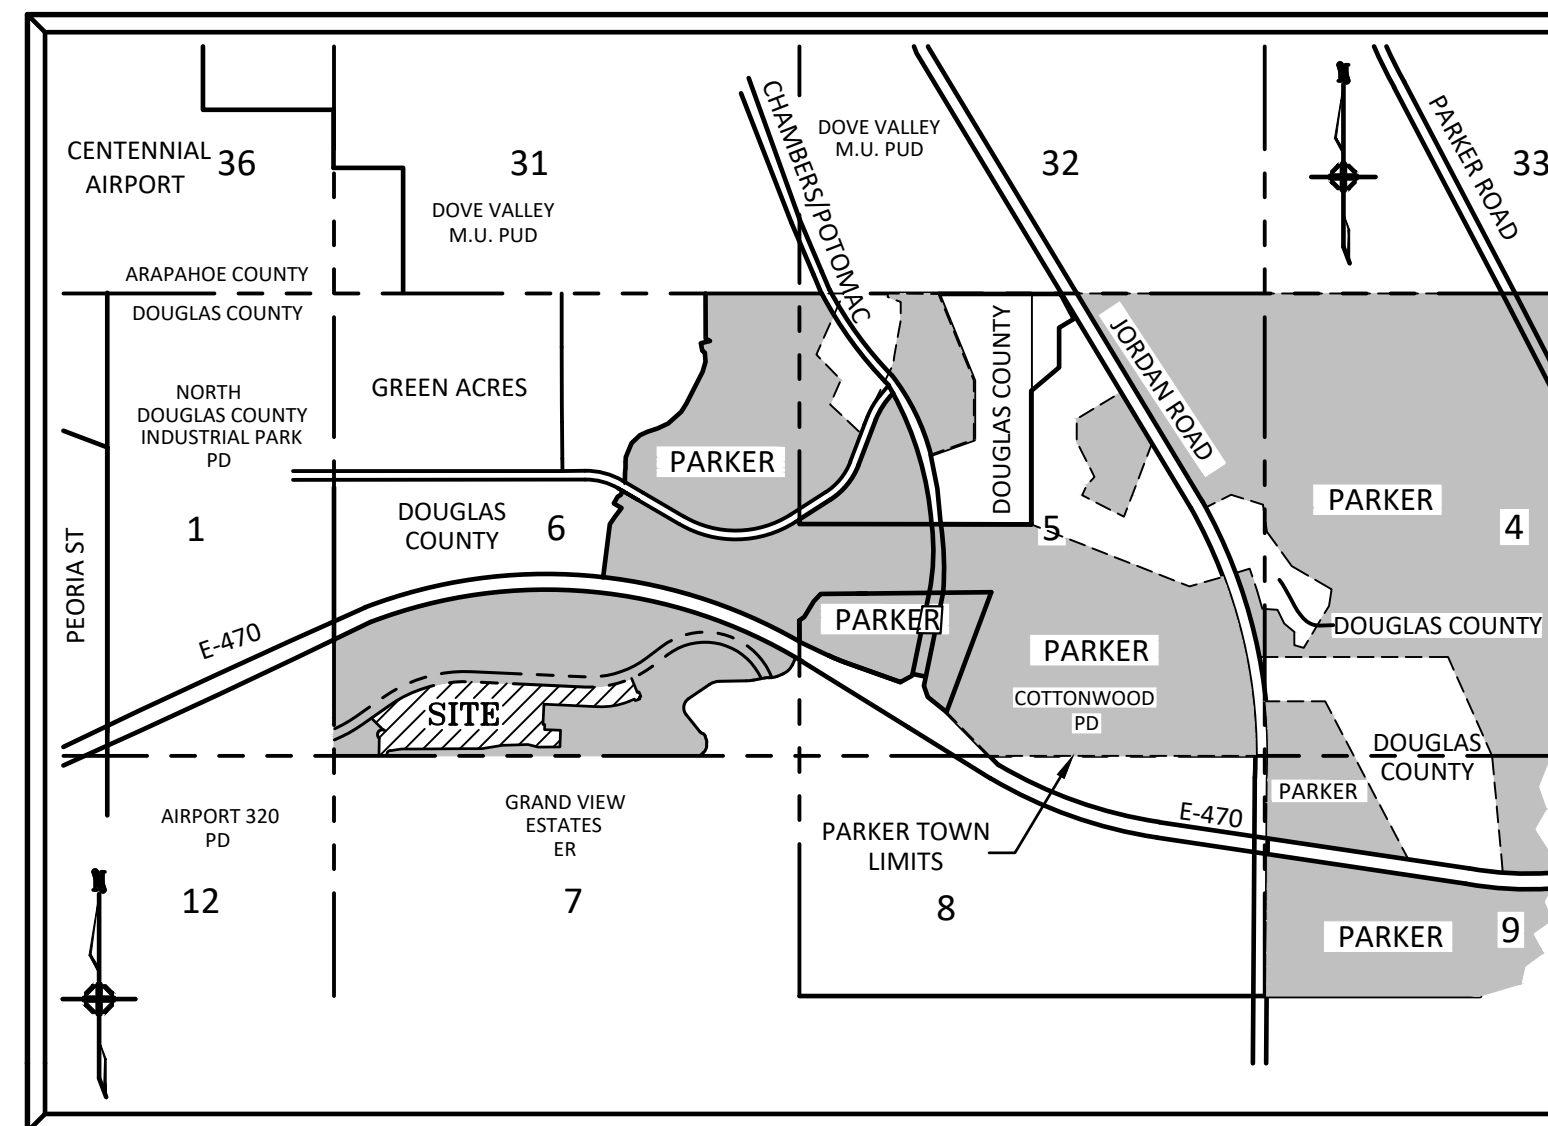 CENTENNIAL
AIRPORT
36
31
DOVE VALLEY
M.U. PUD
CHAMBERS/POTOMAC
DOVE VALLEY
M.U. PUD
32
N
PARKER ROAD
33
ARAPAHOE COUNTY
DOUGLAS COUNTY
NORTH
DOUGLAS COUNTY
INDUSTRIAL PARK
PD
GREEN ACRES
PARKER
DOUGLAS COUNTY
JORDAN ROAD
PARKER
PEORIA ST
1
DOUGLAS
COUNTY
6
5
4
E-470
PARKER
PARKER
DOUGLAS COUNTY
SITE
COTTONWOOD
PD
DOUGLAS
COUNTY
PARKER
AIRPORT 320
PD
GRAND VIEW
ESTATES
ER
PARKER TOWN
LIMITS
E-470
N
12
7
8
PARKER
9